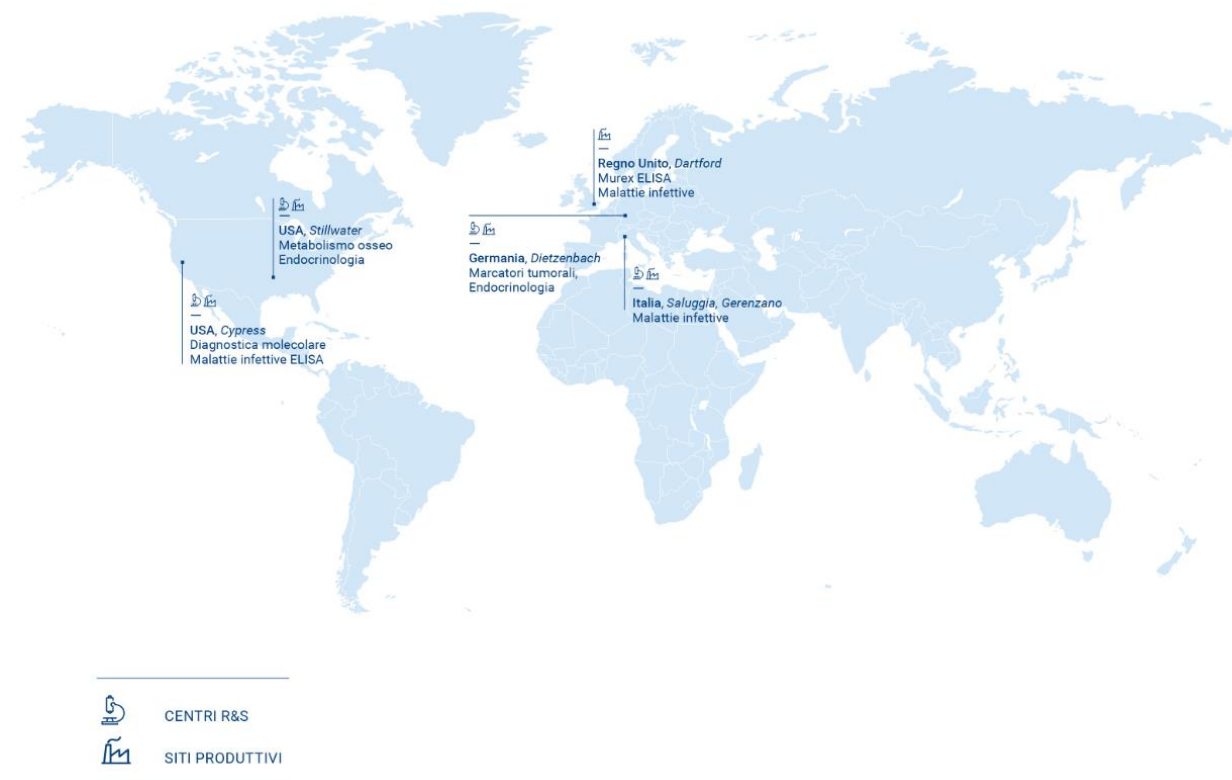 Regno Unito, Dartford
Murex ELISA
Malattie infettive
USA, Stillwater
Metabolismo osseo
Endocrinologia
Germania, Dietzenbach
Marcatori tumorali,
Endocrinologia
Italia, Saluggia, Gerenzano
Malattie infettive
USA, Cypress
Diagnostica molecolare
Malattie infettive ELISA
CENTRI R&S
SITI PRODUTTIVI